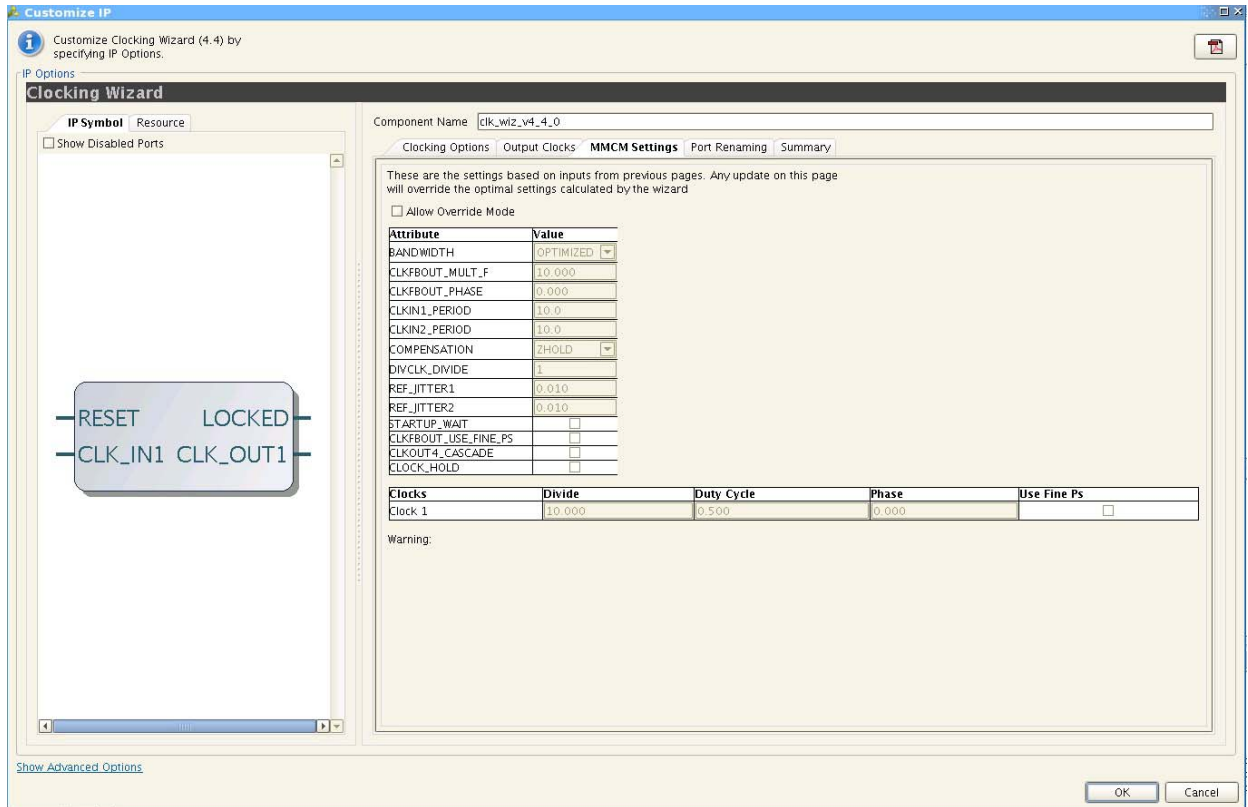 Customize IP
Customize Clocking Wizard (4.4) by
specifying IP Options.
IP Options
Clocking Wizard
IP Symbol Resource
Show Disabled Ports
RESET LOCKED
CLK_IN1 CLK_OUT1
Component Name clk_wiz_v4_4_0
Clocking Options Output Clocks MMCM Settings Port Renaming Summary
These are the settings based on inputs from previous pages. Any update on this page
will override the optimal settings calculated by the wizard
Allow Override Mode
Attribute Value
BANDWIDTH OPTIMIZED
CLKFBOUT_MULT_F 10.000
CLKFBOUT_PHASE 0.000
CLKIN1_PERIOD 10.0
CLKIN2_PERIOD 10.0
COMPENSATION ZHOLD
DIVCLK_DIVIDE 1
REF_JITTER1 0.010
REF_JITTER2 0.010
STARTUP_WAIT
CLKFBOUT_USE_FINE_PS
CLKOUT4_CASCADE
CLOCK_HOLD
Clocks Divide Duty Cycle Phase Use Fine Ps
Clock 1 10.000 0.500 0.000
Warning:
Show Advanced Options
OK Cancel